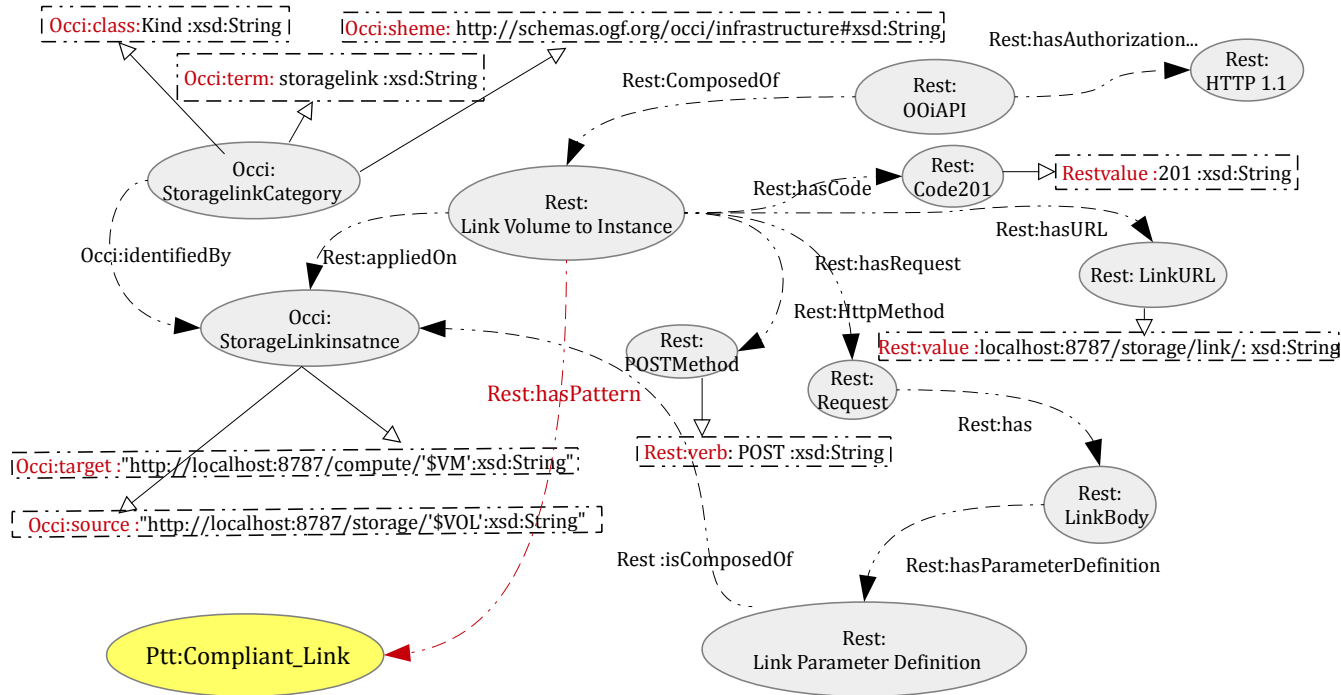 Occi:class:Kind :xsd:String
Occi:sheme: http://schemas.ogf.org/occi/infrastructure#xsd:String
Rest:hasAuthorization...
Occi:term: storagelink :xsd:String
Rest:ComposedOf
Rest:
OOiAPI
Rest:
HTTP 1.1
Occi:
StoragelinkCategory
Rest:
Link Volume to Instance
Rest:hasCode
Rest:
Code201
Restvalue :201 :xsd:String
Occi:identifiedBy
Rest:appliedOn
Rest:hasRequest
Rest:hasURL
Rest: LinkURL
Occi:
StorageLinkinsatnce
Rest:HttpMethod
Rest:
POSTMethod
Rest:value :localhost:8787/storage/link/: xsd:String
Rest:hasPattern
Rest:
Request
Rest:has
Rest:verb: POST :xsd:String
Occi:target :"http://localhost:8787/compute/'$VM':xsd:String"
Occi:source :"http://localhost:8787/storage/'$VOL':xsd:String"
Rest:
LinkBody
Rest :isComposedOf
Rest:hasParameterDefinition
Ptt:Compliant_Link
Rest:
Link Parameter Definition